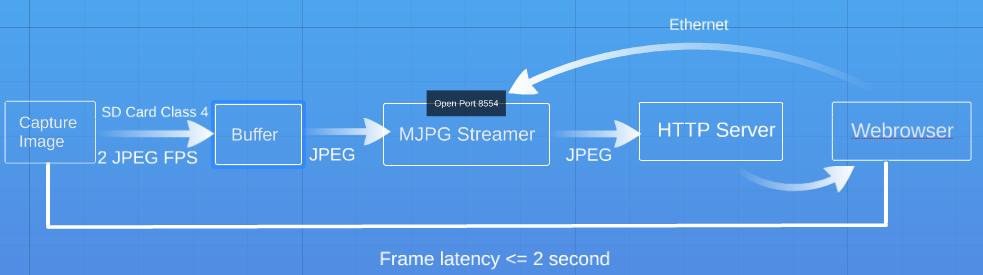 Ethernet
Open Port 8554
SD Card Class 4
Capture
Image
Buffer
MJPG Streamer
HTTP Server
Webrowser
2 JPEG FPS
JPEG
JPEG
Frame latency <= 2 second